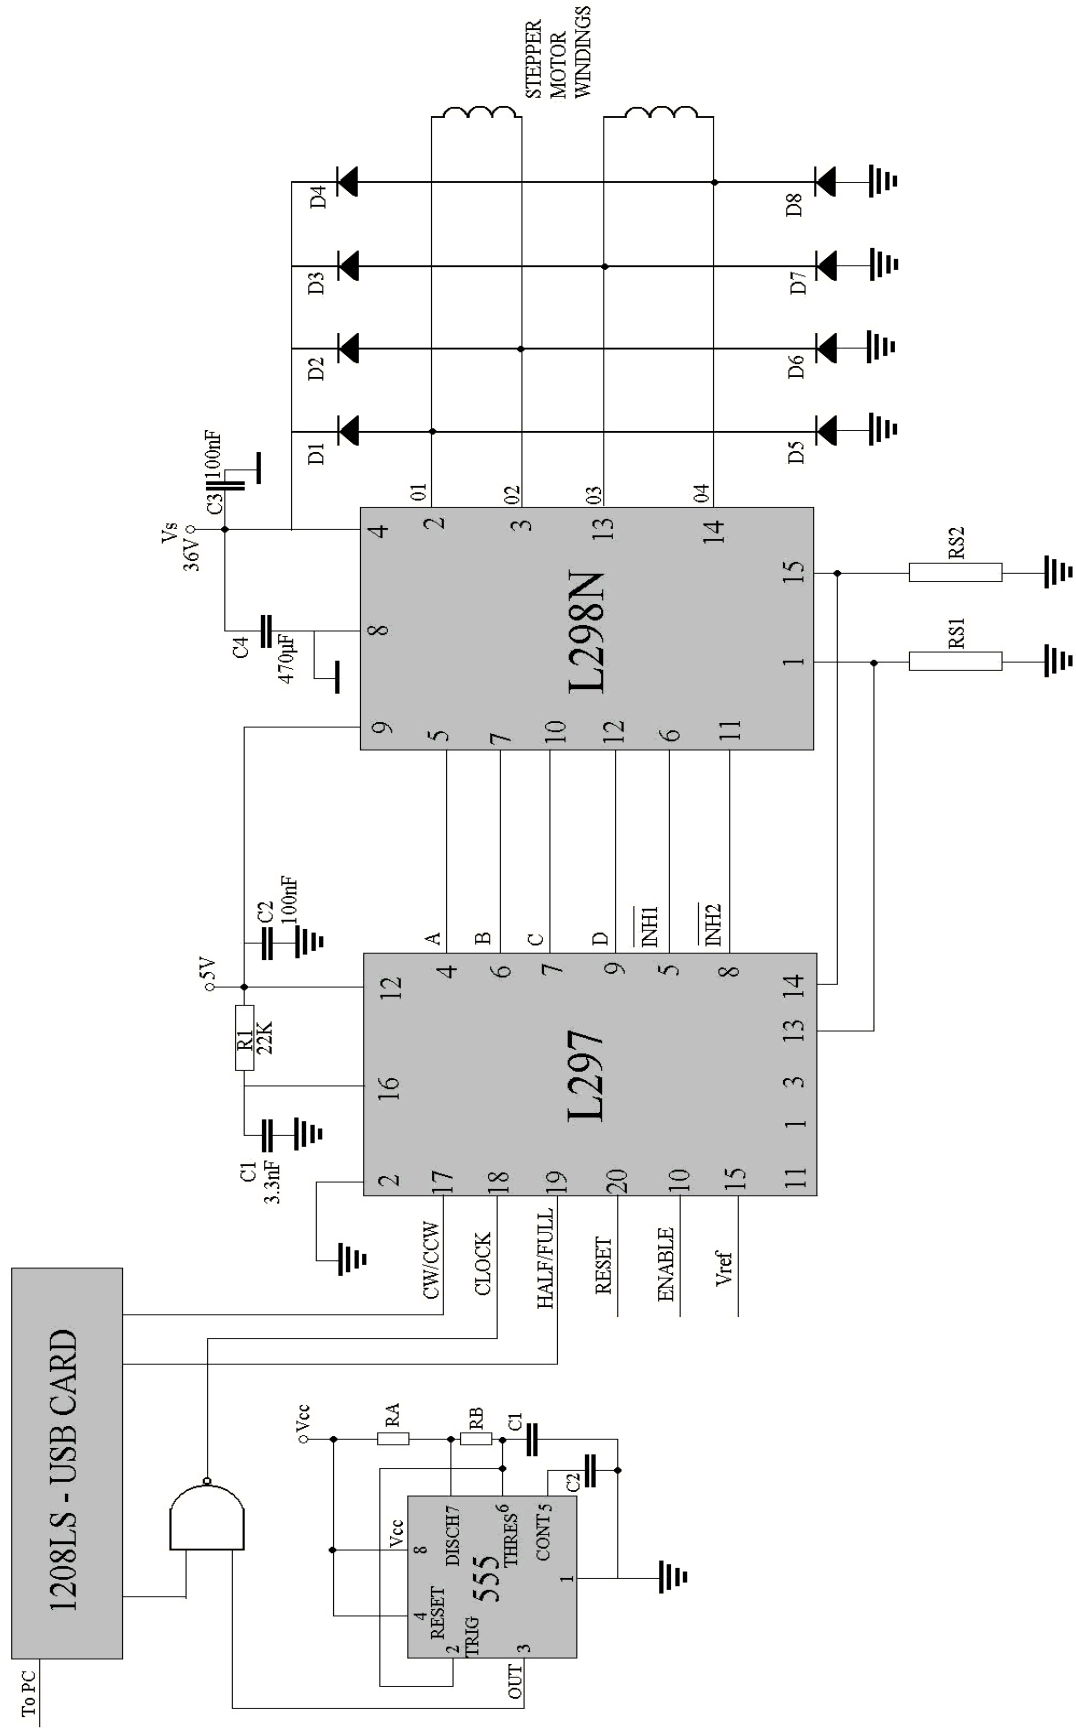 To PC
1208LS - USB CARD
Vcc
RA
RB
C1
C2
Vcc
8
4
RESET
DISCH 7
6
THRES
CONT 5
555
2
TRIG
3
OUT
1
CW/CCW
CLOCK
HALF/FULL
RESET
ENABLE
Vref
C1
3.3nF
R1
22K
5V
C2
100nF
2
16
12
17
18
19
20
10
15
L297
4
6
7
9
5
8
11
1
3
13
14
A
B
C
D
INH1
INH2
Vs
36V
C3
100nF
C4
470µF
9
8
4
5
7
10
12
6
11
L298N
2
3
13
14
1
15
01
02
03
04
RS1
RS2
D1
D2
D3
D4
D5
D6
D7
D8
STEPPER
MOTOR
WINDINGS